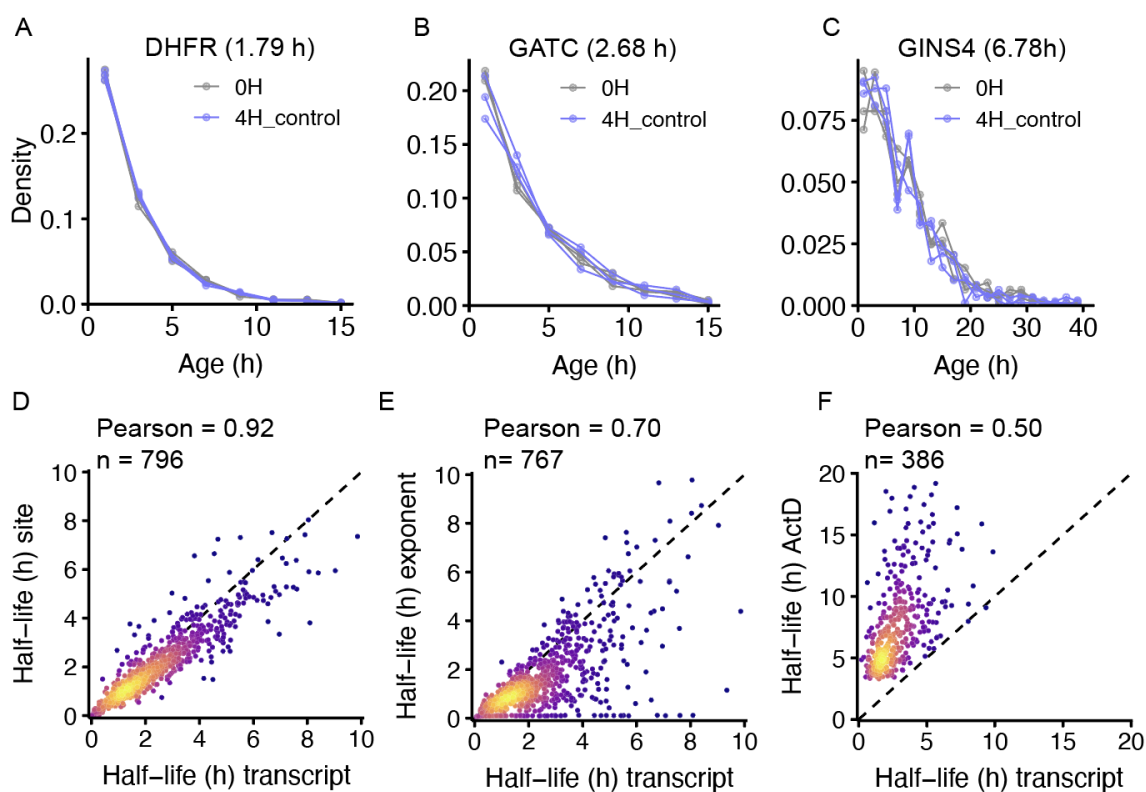 A
DHFR (1.79 h)
0H
4H_control
Density
0.2
0.1
0.0
0
5
10
15
Age (h)
B
GATC (2.68 h)
0H
4H_control
0.20
0.15
0.10
0.05
0.00
0
5
10
15
Age (h)
C
GINS4 (6.78h)
0H
4H_control
0.075
0.050
0.025
0.000
0
10
20
30
40
Age (h)
D
Pearson = 0.92
n = 796
Half−life (h) site
10
8
6
4
2
0
0
2
4
6
8
10
Half−life (h) transcript
E
Pearson = 0.70
n= 767
Half−life (h) exponent
10
8
6
4
2
0
0
2
4
6
8
10
Half−life (h) transcript
F
Pearson = 0.50
n= 386
Half−life (h) ActD
20
15
10
5
0
0
5
10
15
20
Half−life (h) transcript